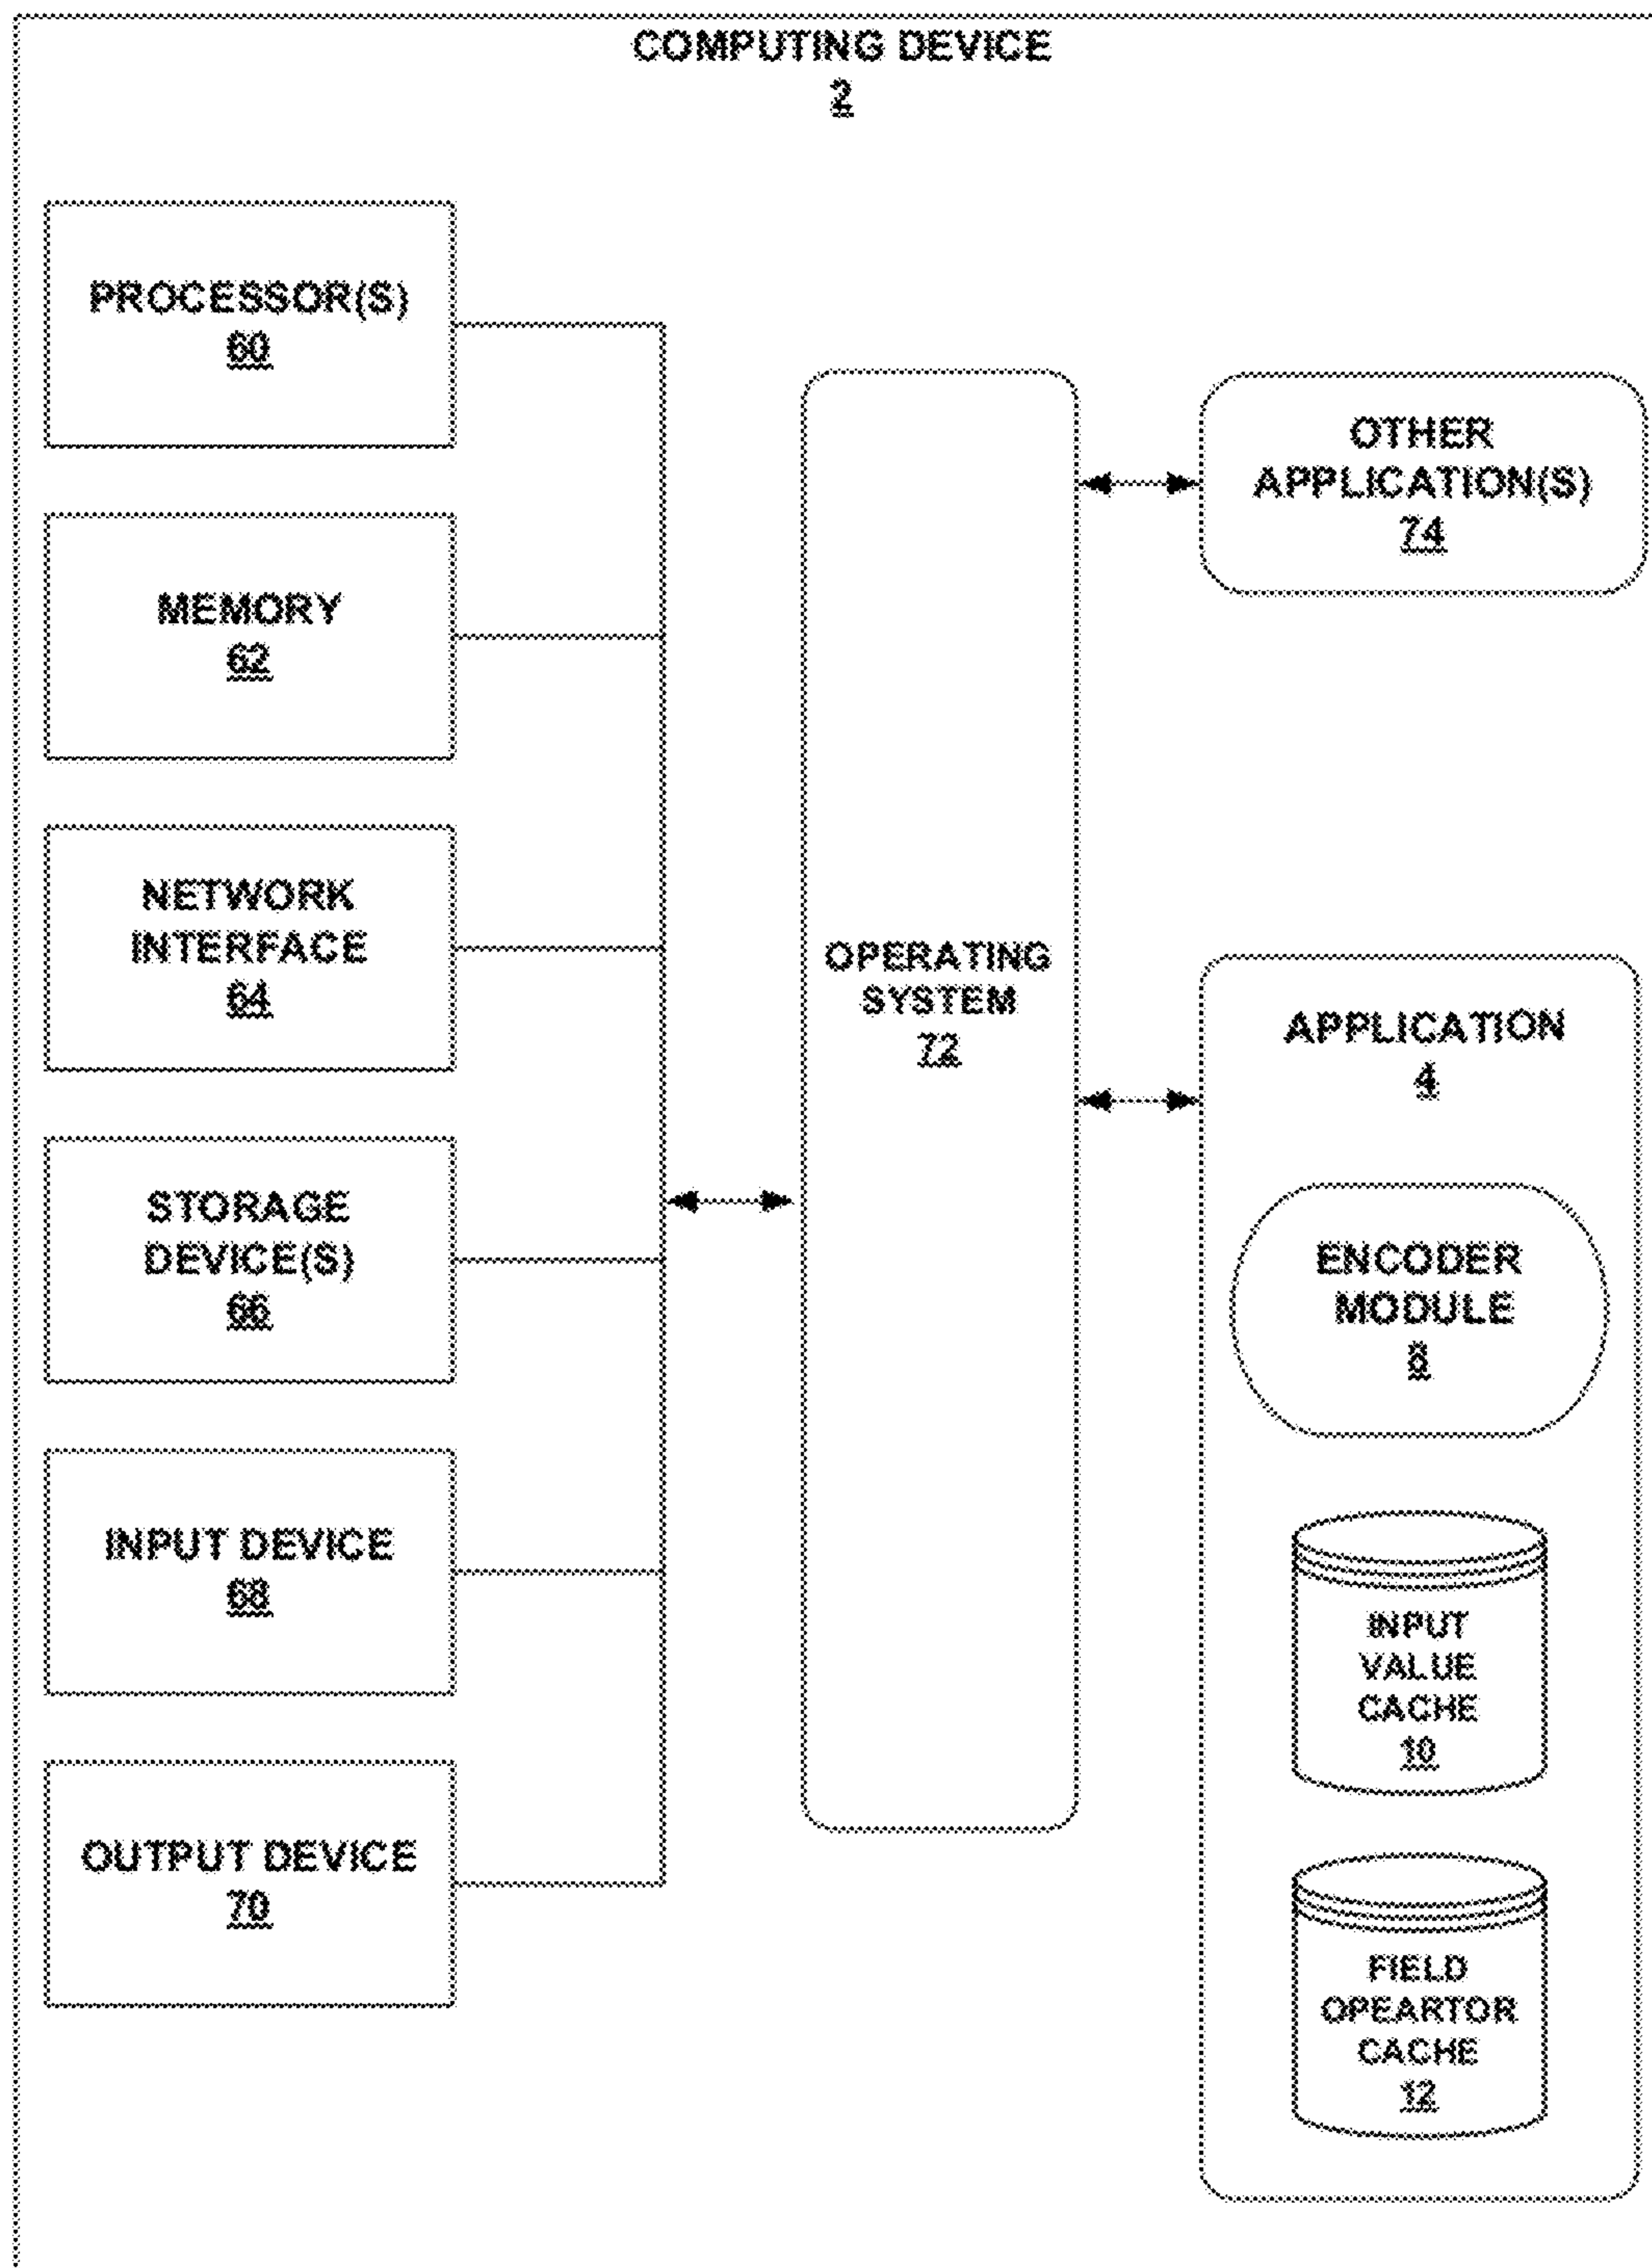 COMPUTING DEVICE
2
PROCESSOR(S)
60
MEMORY
62
NETWORK
INTERFACE
64
STORAGE
DEVICE(S)
66
INPUT DEVICE
68
OUTPUT DEVICE
70
OPERATING
SYSTEM
72
OTHER
APPLICATION(S)
74
APPLICATION
4
ENCODER
MODULE
8
INPUT
VALUE
CACHE
10
FIELD
OPEARTOR
CACHE
12